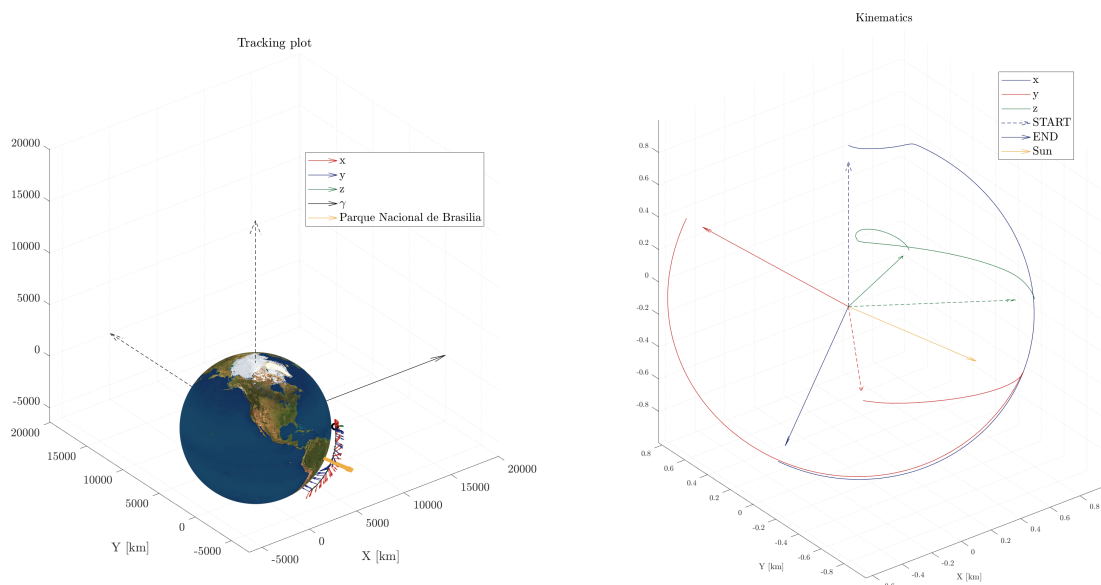 Tracking plot
20000
15000
10000
5000
0
-5000
20000
15000
10000
5000
0
-5000
Y [km]
-5000
0
5000
10000
15000
20000
X [km]
x
y
z
γ
Parque Nacional de Brasilia
Kinematics
0.8
0.6
0.4
0.2
0
-0.2
-0.4
-0.6
-0.8
0.8
0.6
0.4
0.2
0
-0.2
-0.4
-0.6
-0.8
Y [km]
-0.4
-0.2
0
0.2
0.4
0.6
0.8
X [km]
x
y
z
START
END
Sun